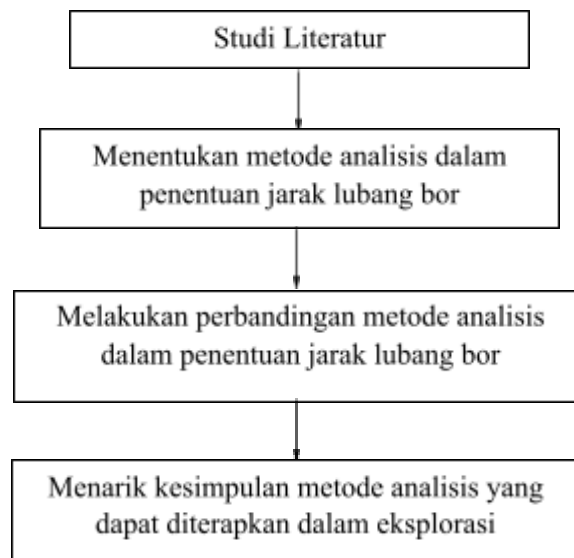 Studi Literatur
Menentukan metode analisis dalam
penentuan jarak lubang bor
Melakukan perbandingan metode analisis
dalam penentuan jarak lubang bor
Menarik kesimpulan metode analisis yang
dapat diterapkan dalam eksplorasi